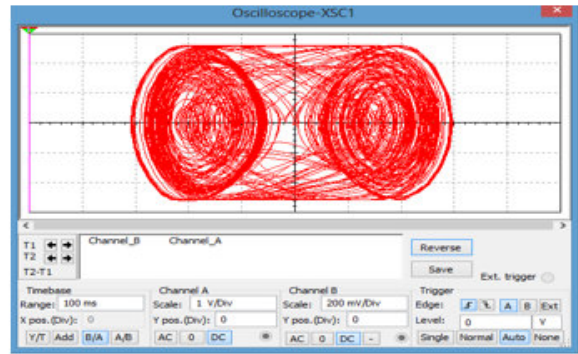 Oscilloscope-XSC1
T1
T2
T2-T1
Channel_B Channel_A
Reverse
Save
Ext. trigger
Timebase
Range: 100 ms
X pos.(Div): 0
Y/T Add B/A A/B
Channel A
Scale: 1 V/Div
Y pos.(Div): 0
AC 0 DC
Channel B
Scale: 200 mV/Div
Y pos.(Div): 0
AC 0 DC -
Trigger
Edge: A B Ext
Level: 0 V
Single Normal Auto None